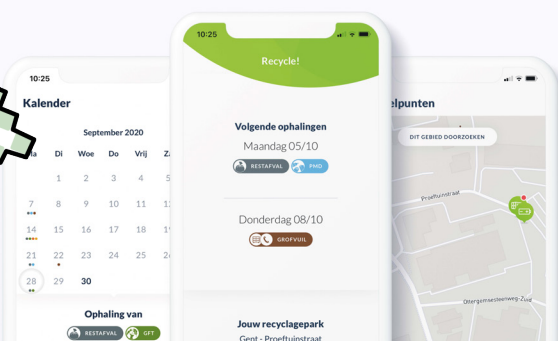 10:25
Kalender
September 2020
Di Woe Do Vrij
1 2 3 4 5
7 8 9 10 11
14 15 16 17 18
21 22 23 24 25
28 29 30
Ophaling van
RESTAFVAL GFT
10:25
Recycle!
Volgende ophalingen
Maandag 05/10
RESTAFVAL PMD
Donderdag 08/10
GROFVUIL
Jouw recyclagepark
Gent - Proeftuinstraat
elpunten
DIT GEBIED DOORZOEKEN
Proeftuinstraat
Ottergemsesteenweg-Zuid